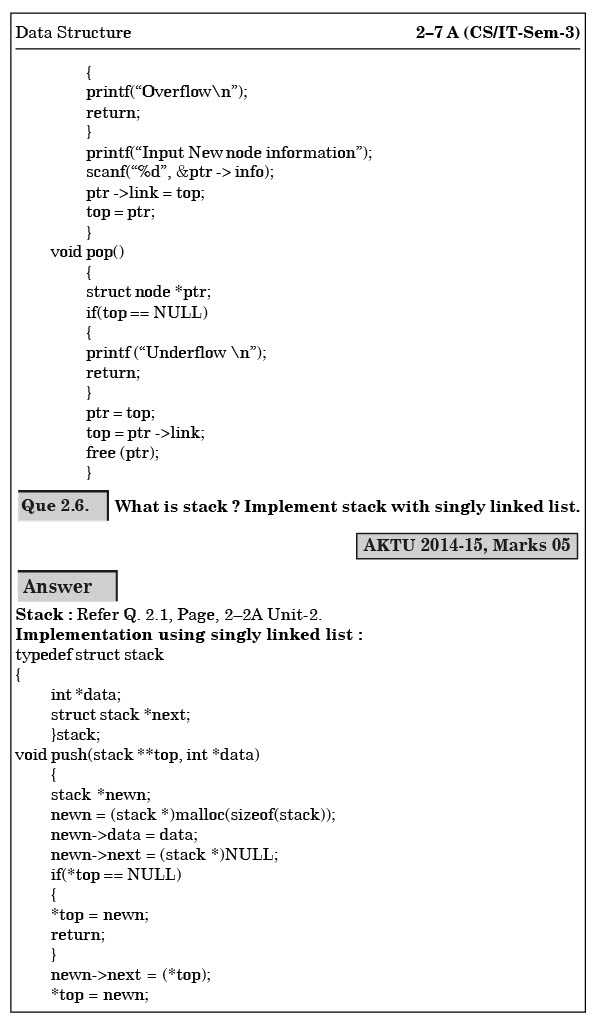 Data Structure 2–7 A (CS/IT-Sem-3)
{
printf(“Overflow\n”);
return;
}
printf(“Input New node information”);
scanf(“%d”, &ptr -> info);
ptr ->link = top;
top = ptr;
}
void pop()
{
struct node *ptr;
if(top == NULL)
{
printf (“Underflow \n”);
return;
}
ptr = top;
top = ptr ->link;
free (ptr);
}
Que 2.6. What is stack ? Implement stack with singly linked list.
AKTU 2014-15, Marks 05
Answer
Stack : Refer Q. 2.1, Page, 2–2A Unit-2.
Implementation using singly linked list :
typedef struct stack
{
int *data;
struct stack *next;
}stack;
void push(stack **top, int *data)
{
stack *newn;
newn = (stack *)malloc(sizeof(stack));
newn->data = data;
newn->next = (stack *)NULL;
if(*top == NULL)
{
*top = newn;
return;
}
newn->next = (*top);
*top = newn;